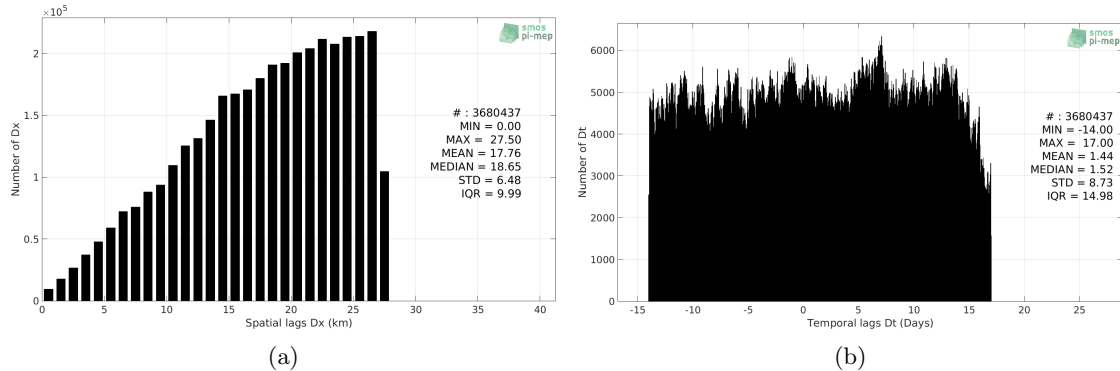 ×10⁵
2
1.5
1
0.5
0
Number of Dx
0 5 10 15 20 25 30 35 40
Spatial lags Dx (km)
smos
pi-mep
# : 3680437
MIN = 0.00
MAX = 27.50
MEAN = 17.76
MEDIAN = 18.65
STD = 6.48
IQR = 9.99
(a)
6000
5000
4000
3000
2000
1000
0
Number of Dt
-15 -10 -5 0 5 10 15 20 25
Temporal lags Dt (Days)
smos
pi-mep
# : 3680437
MIN = -14.00
MAX = 17.00
MEAN = 1.44
MEDIAN = 1.52
STD = 8.73
IQR = 14.98
(b)